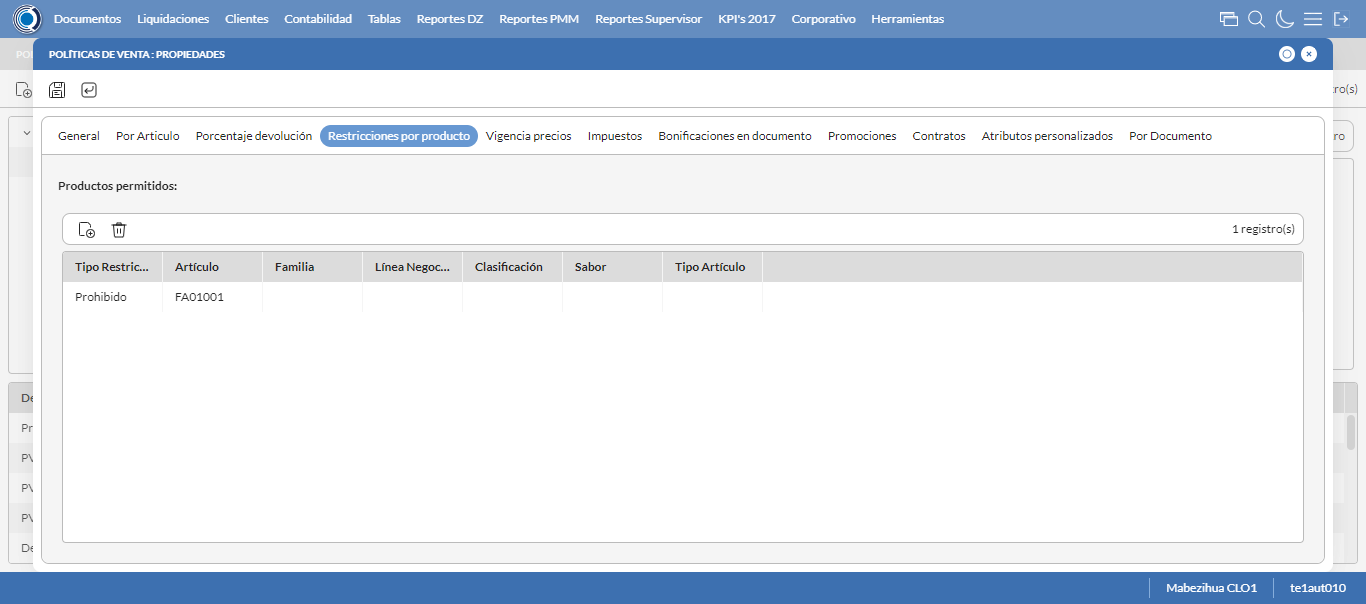 Documentos Liquidaciones Clientes Contabilidad Tablas Reportes DZ Reportes PMM Reportes Supervisor KPI's 2017 Corporativo Herramientas
POLÍTICAS DE VENTA : PROPIEDADES
ro(s)
General Por Articulo Porcentaje devolución Restricciones por producto Vigencia precios Impuestos Bonificaciones en documento Promociones Contratos Atributos personalizados Por Documento
ro
Productos permitidos:
1 registro(s)
Tipo Restric... Artículo Familia Línea Negoc... Clasificación Sabor Tipo Artículo
Prohibido FA01001
De
Pr
PV
PV
PV
De
Mabezihua CLO1 te1aut010